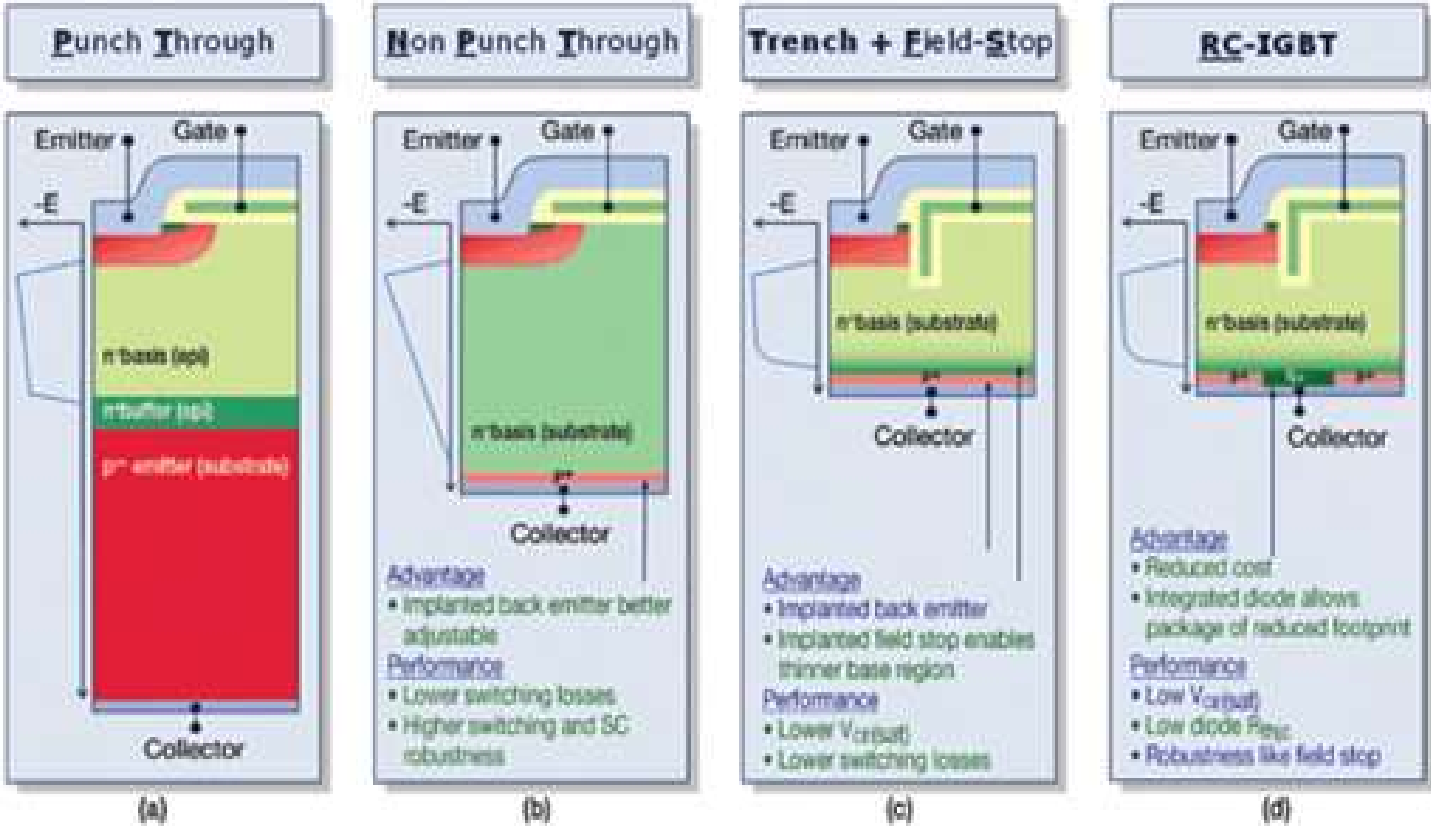 Punch Through
Emitter
Gate
-E
n⁻basis (epi)
n⁺buffer (epi)
p⁺⁺ emitter (substrate)
Collector
(a)
Non Punch Through
Emitter
Gate
-E
n⁻basis (substrate)
p⁺
Collector
Advantage
• Implanted back emitter better
adjustable
Performance
• Lower switching losses
• Higher switching and SC
robustness
(b)
Trench + Field-Stop
Emitter
Gate
-E
n⁻basis (substrate)
p⁺
Collector
Advantage
• Implanted back emitter
• Implanted field stop enables
thinner base region
Performance
• Lower VCE(sat)
• Lower switching losses
(c)
RC-IGBT
Emitter
Gate
-E
n⁻basis (substrate)
p⁺
p⁺
Collector
Advantage
• Reduced cost
• Integrated diode allows
package of reduced footprint
Performance
• Low VCE(sat)
• Low diode
• Robustness like field stop
(d)